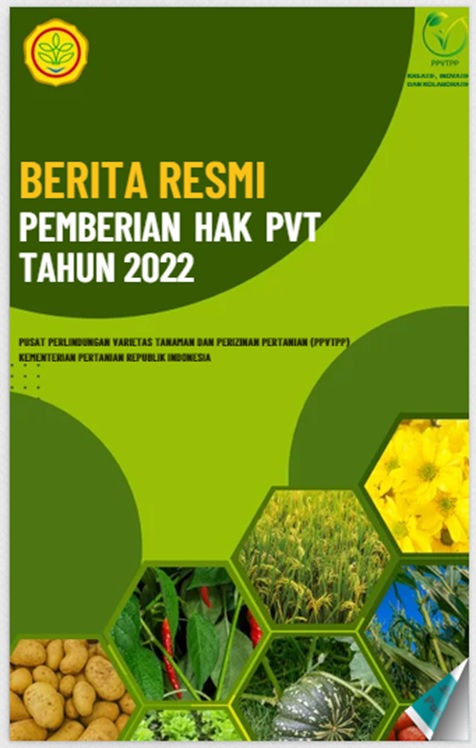 PPVTPP
BERITA RESMI
PEMBERIAN HAK PVT
TAHUN 2022
PUSAT PERLINDUNGAN VARIETAS TANAMAN DAN PERIZINAN PERTANIAN (PPVTPP)
KEMENTERIAN PERTANIAN REPUBLIK INDONESIA